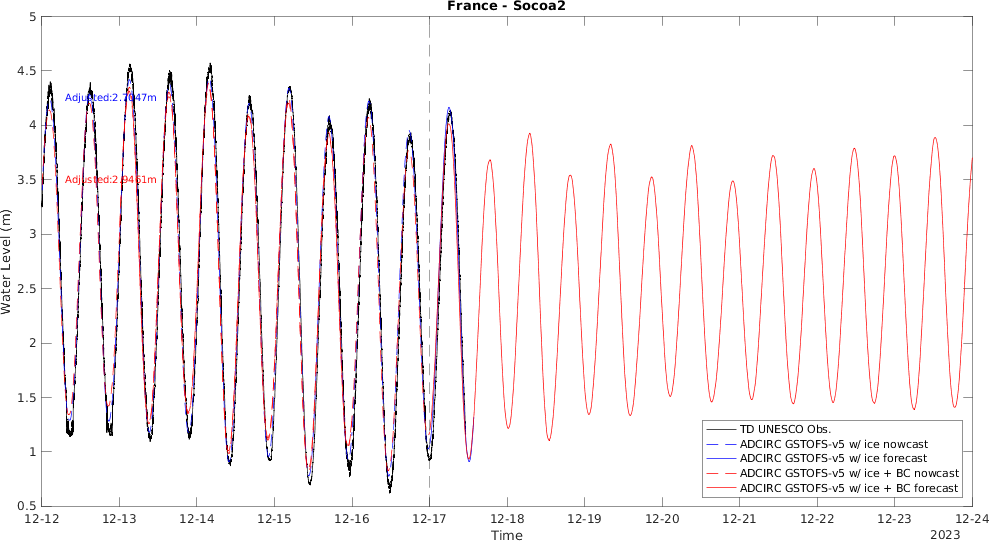 France - Socoa2
5
4.5
4
3.5
3
2.5
2
1.5
1
0.5
Water Level (m)
Adjusted:2.7047m
Adjusted:2.9461m
TD UNESCO Obs.
ADCIRC GSTOFS-v5 w/ ice nowcast
ADCIRC GSTOFS-v5 w/ ice forecast
ADCIRC GSTOFS-v5 w/ ice + BC nowcast
ADCIRC GSTOFS-v5 w/ ice + BC forecast
12-12 12-13 12-14 12-15 12-16 12-17 12-18 12-19 12-20 12-21 12-22 12-23 12-24
Time
2023